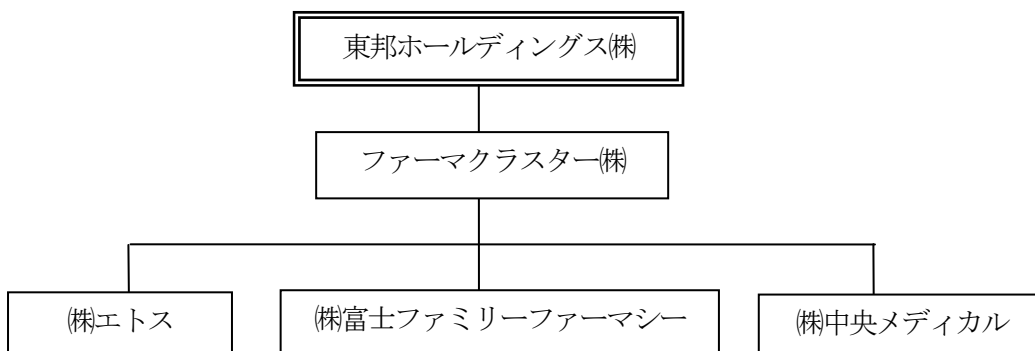 東邦ホールディングス㈱
ファーマクラスター㈱
㈱エトス
㈱富士ファミリーファーマシー
㈱中央メディカル